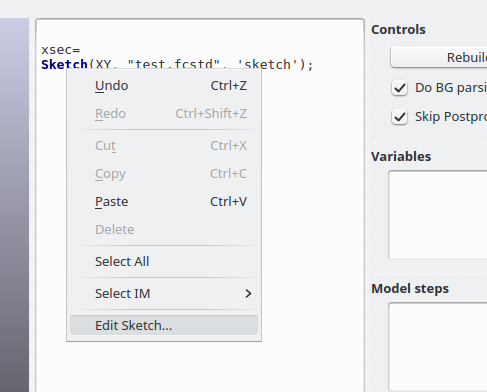 xsec=
Sketch(XY, "test.fcstd", 'sketch');
Undo Ctrl+Z
Redo Ctrl+Shift+Z
Cut Ctrl+X
Copy Ctrl+C
Paste Ctrl+V
Delete
Select All
Select IM
Edit Sketch...
Controls
Rebuild
Do BG parsi
Skip Postpro
Variables
Model steps